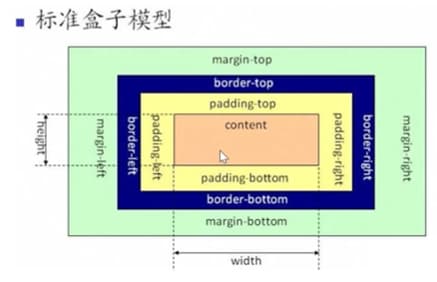 标准盒子模型
margin-top
border-top
padding-top
content
height
margin-left
border-left
padding-left
padding-right
border-right
margin-right
padding-bottom
border-bottom
margin-bottom
width